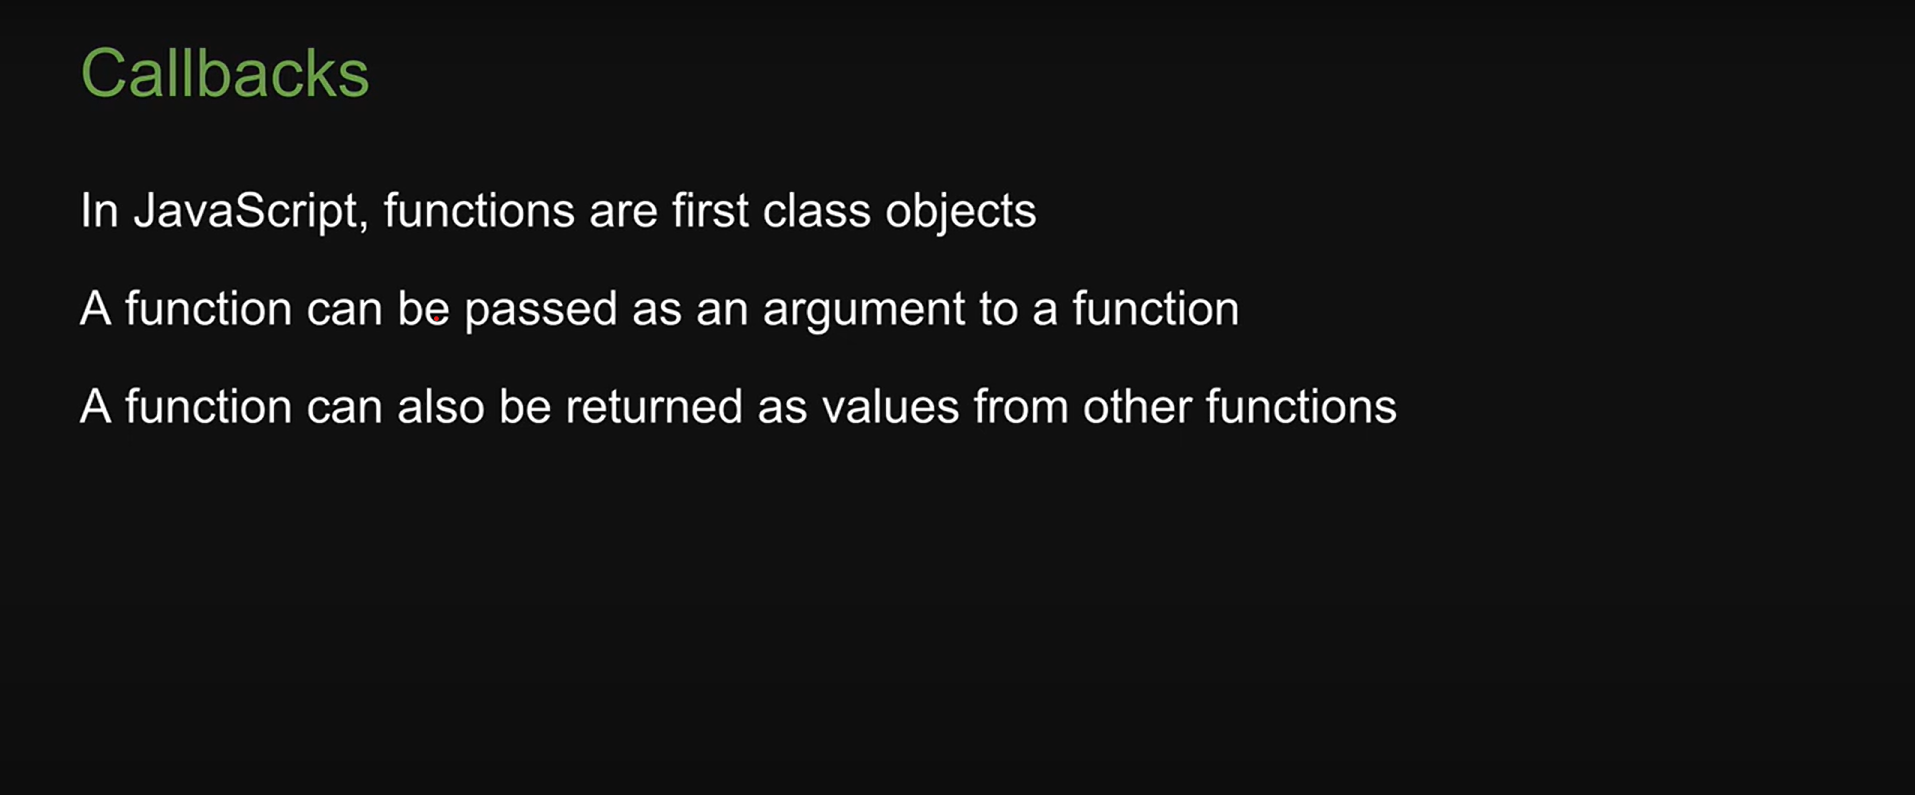 Callbacks
In JavaScript, functions are first class objects
A function can be passed as an argument to a function
A function can also be returned as values from other functions